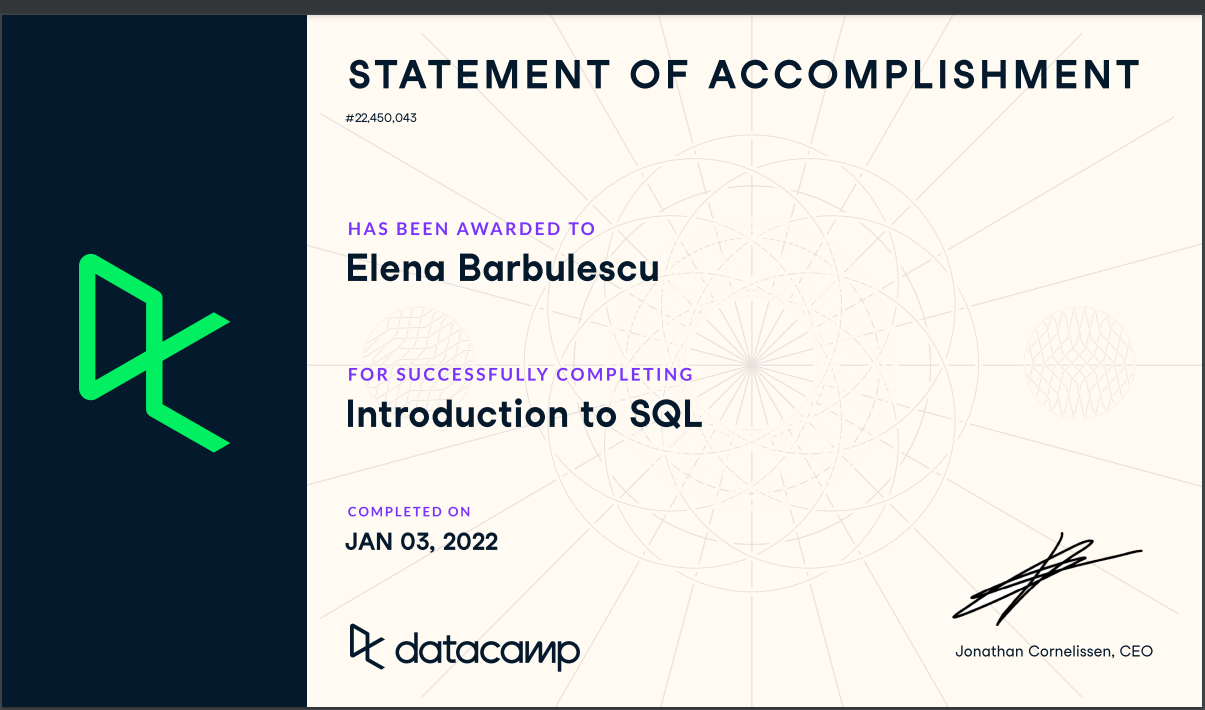 STATEMENT OF ACCOMPLISHMENT
#22,450,043
HAS BEEN AWARDED TO
Elena Barbulescu
FOR SUCCESSFULLY COMPLETING
Introduction to SQL
COMPLETED ON
JAN 03, 2022
datacamp
Jonathan Cornelissen, CEO